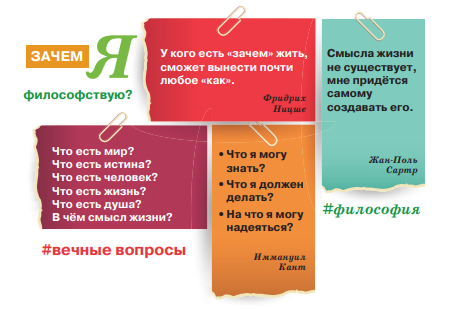 ЗАЧЕМ Я
философствую?
У кого есть «зачем» жить,
сможет вынести почти
любое «как».
Фридрих
Ницше
Смысла жизни
не существует,
мне придётся
самому
создавать его.
Жан-Поль
Сартр
#философия
Что есть мир?
Что есть истина?
Что есть человек?
Что есть жизнь?
Что есть душа?
В чём смысл жизни?
#вечные вопросы
• Что я могу
знать?
• Что я должен
делать?
• На что я могу
надеяться?
Иммануил
Кант